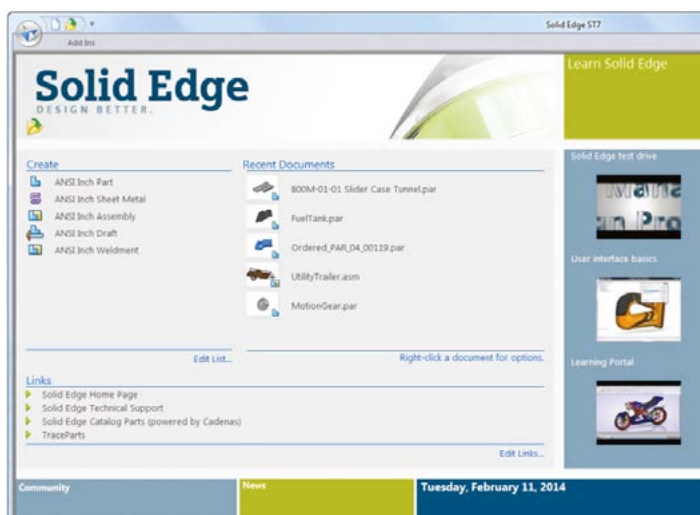 Solid Edge ST7
Add Ins
Solid Edge
DESIGN BETTER.
Create
ANSI Inch Part
ANSI Inch Sheet Metal
ANSI Inch Assembly
ANSI Inch Draft
ANSI Inch Weldment
Edit List...
Recent Documents
800M-01-01 Slider Case Tunnel.par
FuelTank.par
Ordered_PAR_04_00119.par
UtilityTrailer.asm
MotionGear.par
Right-click a document for options.
Links
Solid Edge Home Page
Solid Edge Technical Support
Solid Edge Catalog Parts (powered by Cadenas)
TraceParts
Edit Links...
Learn Solid Edge
Solid Edge test drive
User interface basics
Learning Portal
Community
News
Tuesday, February 11, 2014